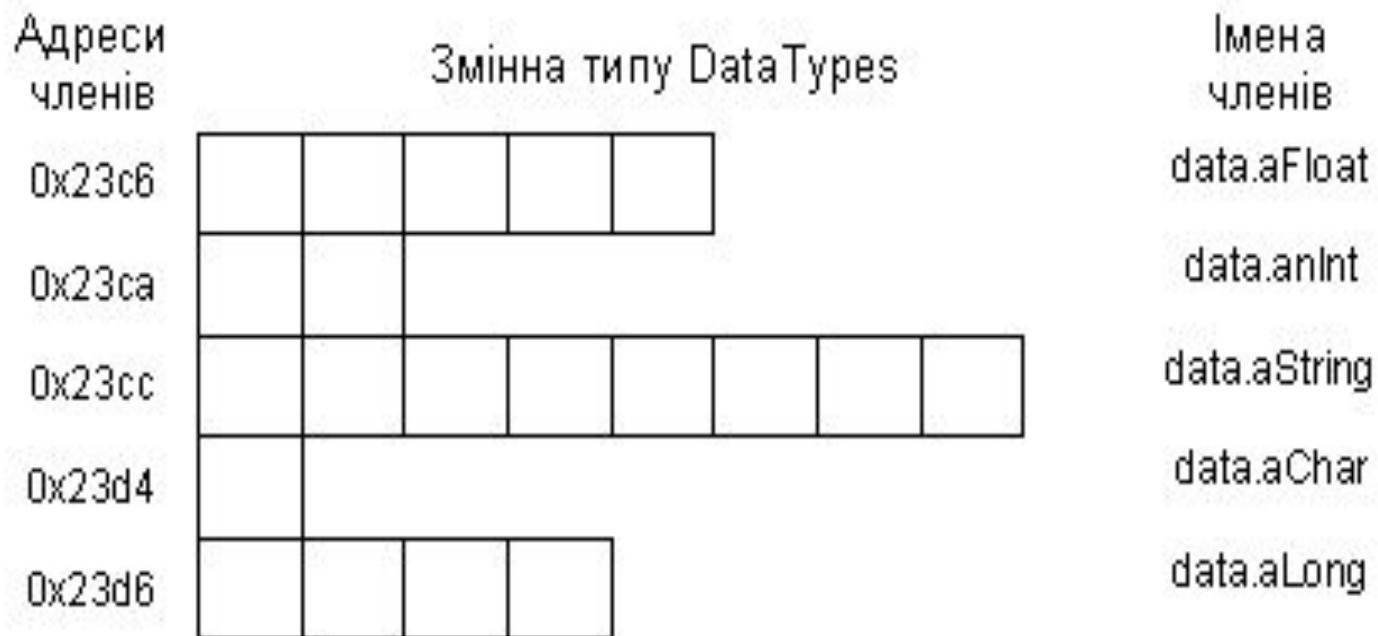 Адреси
членів
Змінна типу DataTypes
Імена
членів
0x23c6
data.aFloat
0x23ca
data.anInt
0x23cc
data.aString
0x23d4
data.aChar
0x23d6
data.aLong